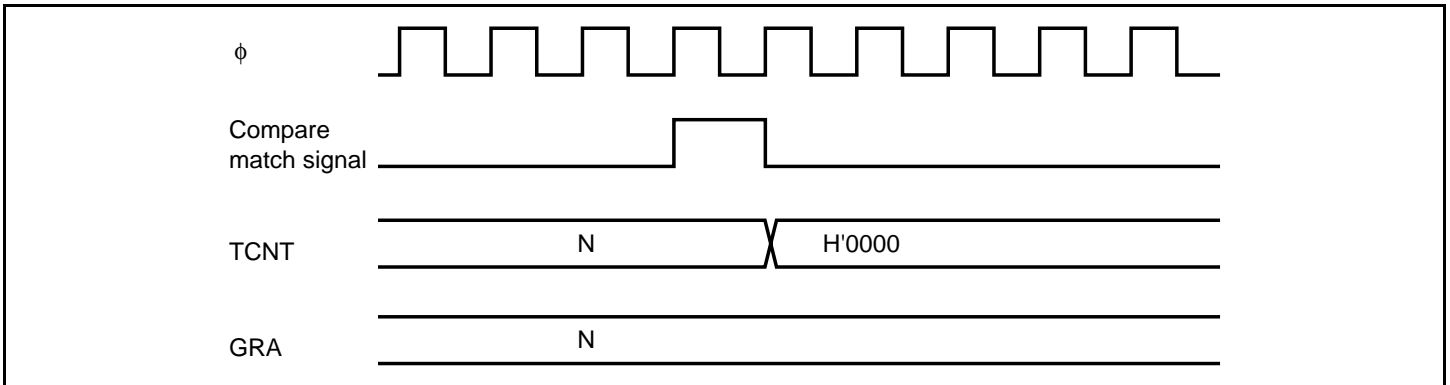 ϕ
Compare
match signal
TCNT
N
H'0000
GRA
N